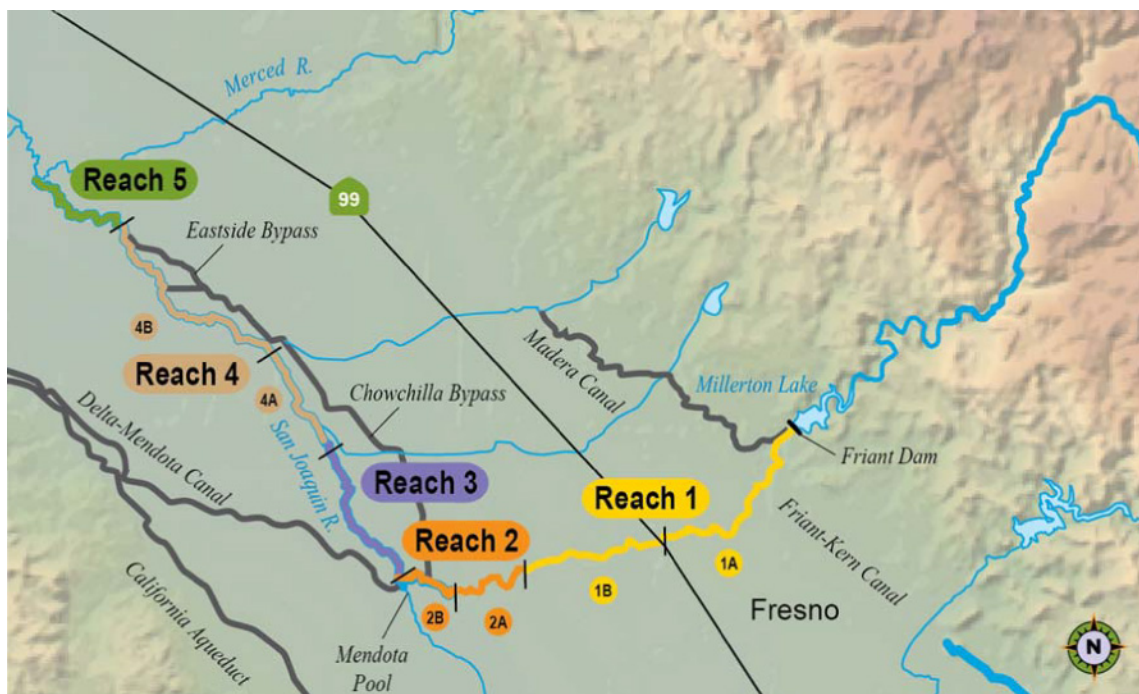 Merced R.
Reach 5
99
Eastside Bypass
4B
Reach 4
Madera Canal
Millerton Lake
4A
Chowchilla Bypass
Delta-Mendota Canal
San Joaquin R.
Friant Dam
Reach 3
Reach 1
Friant-Kern Canal
Reach 2
1A
1B
California Aqueduct
2B
2A
Fresno
Mendota
Pool
N